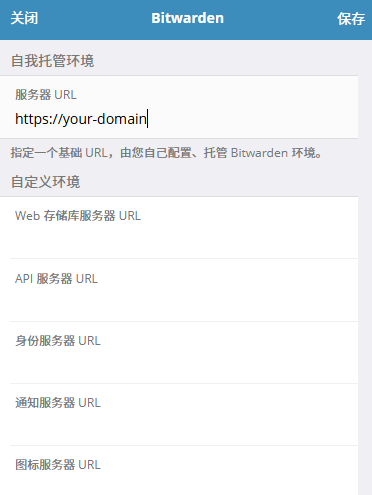 关闭 Bitwarden 保存
自我托管环境
服务器 URL
https://your-domain
指定一个基础 URL，由您自己配置、托管 Bitwarden 环境。
自定义环境
Web 存储库服务器 URL
API 服务器 URL
身份服务器 URL
通知服务器 URL
图标服务器 URL